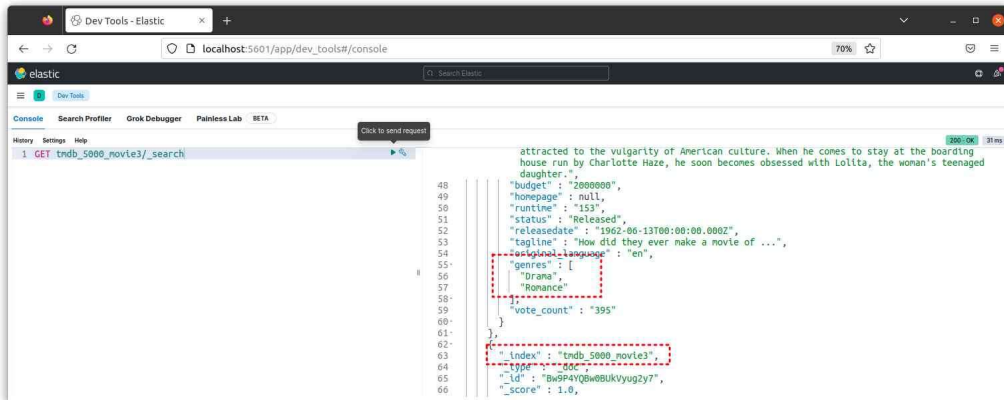 Dev Tools - Elastic
localhost:5601/app/dev_tools#/console
70%
elastic
Search Elastic
D Dev Tools
Console Search Profiler Grok Debugger Painless Lab BETA
Click to send request
History Settings Help
200 - OK 31 ms
1 GET tmdb_5000_movie3/_search
attracted to the vulgarity of American culture. When he comes to stay at the boarding
house run by Charlotte Haze, he soon becomes obsessed with Lolita, the woman's teenaged
daughter.",
48 "budget" : "2000000",
49 "homepage" : null,
50 "runtime" : "153",
51 "status" : "Released",
52 "releasedate" : "1962-06-13T00:00:00.000Z",
53 "tagline" : "How did they ever make a movie of ...",
54 "original_language" : "en",
55 "genres" : [
56 "Drama",
57 "Romance"
58 ],
59 "vote_count" : "395"
60 }
61 },
62 {
63 "_index" : "tmdb_5000_movie3",
64 "_type" : "_doc",
65 "_id" : "Bw9P4YQBw0BUkVyug2y7",
66 "_score" : 1.0,